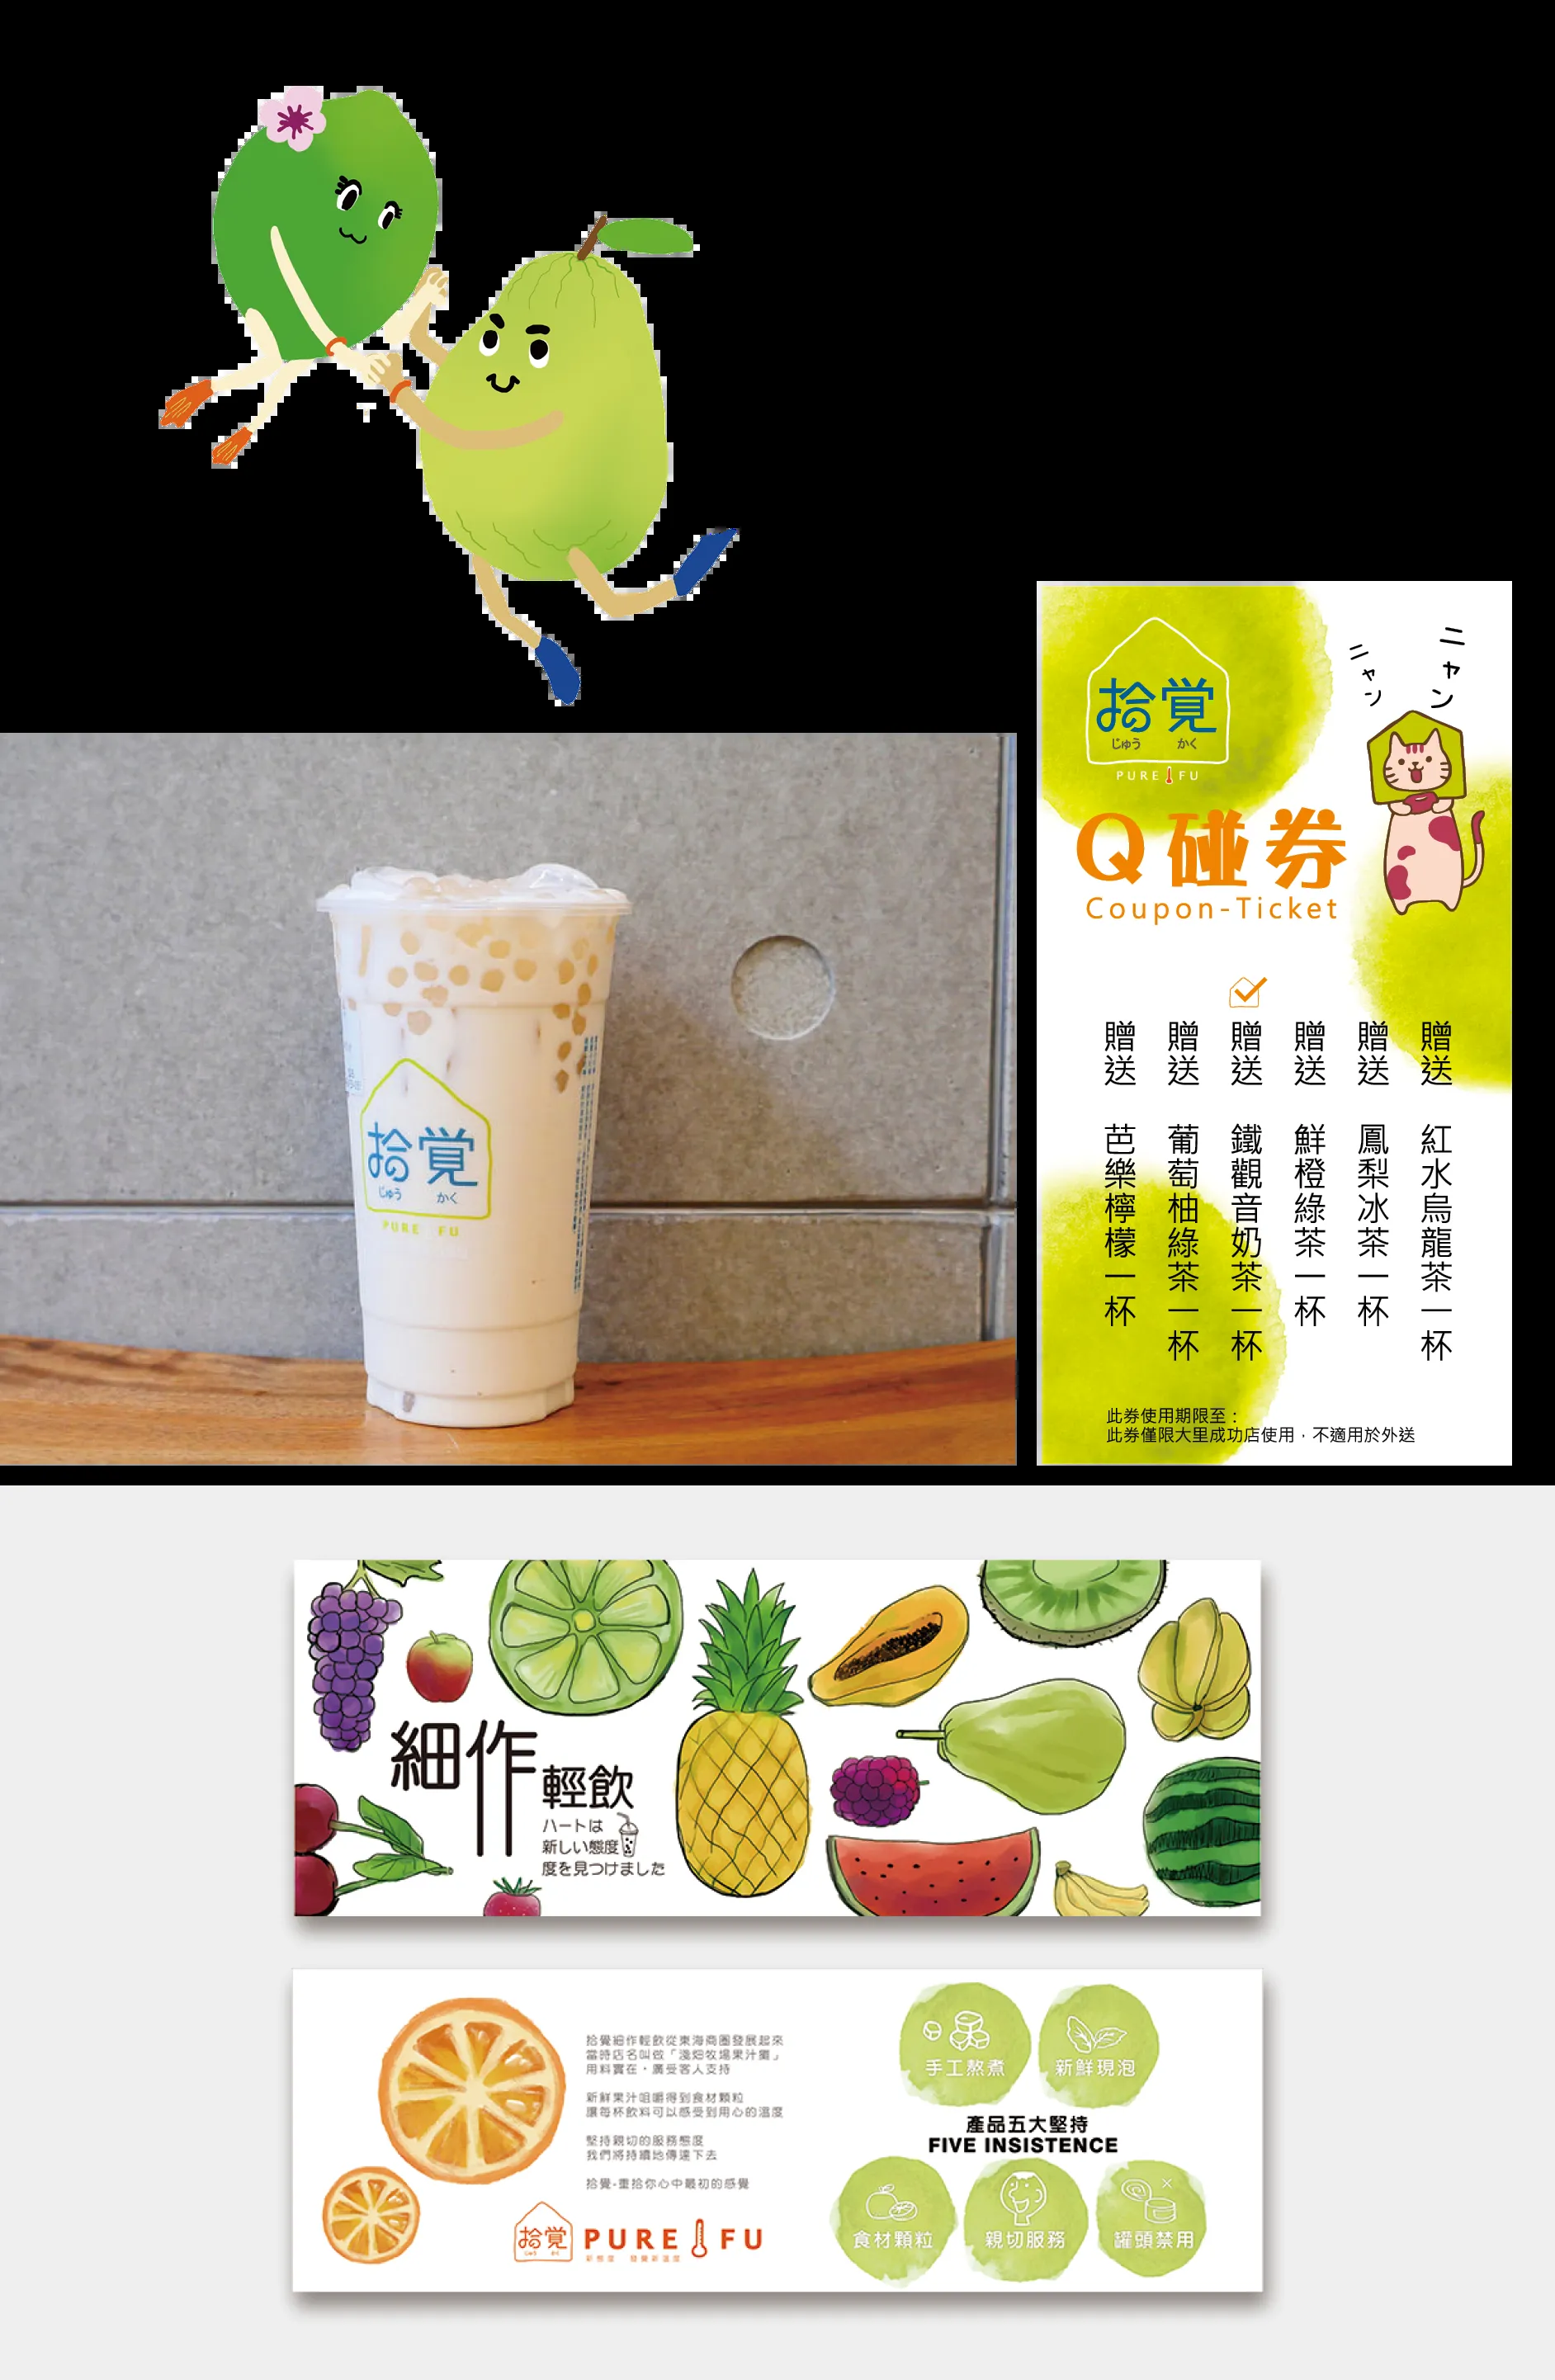 拾覚
じゅう かく
PURE FU
拾覚
じゅう かく
PURE FU
ニャン
ニャン
Q碰券
Coupon-Ticket
贈送 紅水烏龍茶一杯
贈送 鳳梨冰茶一杯
贈送 鮮橙綠茶一杯
贈送 鐵觀音奶茶一杯
贈送 葡萄柚綠茶一杯
贈送 芭樂檸檬一杯
此券使用期限至：
此券僅限大里成功店使用，不適用於外送
細作
輕飲
ハートは
新しい態度
度を見つけました
拾覺細作輕飲從東海商圈發展起來
當時店名叫做「淺畑牧場果汁攤」
用料實在，廣受客人支持
新鮮果汁咀嚼得到食材顆粒
讓每杯飲料可以感受到用心的溫度
堅持親切的服務態度
我們將持續地傳遞下去
拾覺-重拾你心中最初的感覺
拾覚
PURE FU
手工熬煮
新鮮現泡
產品五大堅持
FIVE INSISTENCE
食材顆粒
親切服務
罐頭禁用